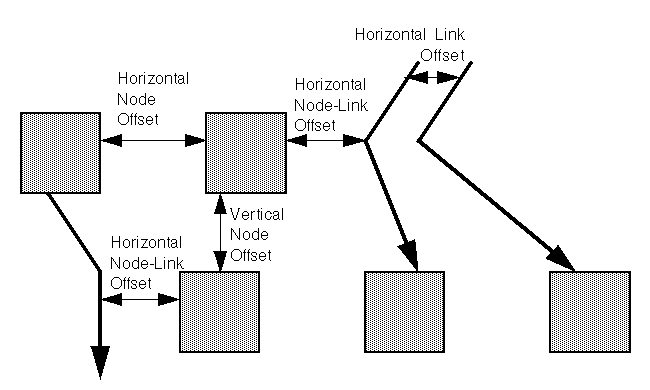 Horizontal Link
Offset
Horizontal
Node
Offset
Horizontal
Node-Link
Offset
Vertical
Node
Offset
Horizontal
Node-Link
Offset